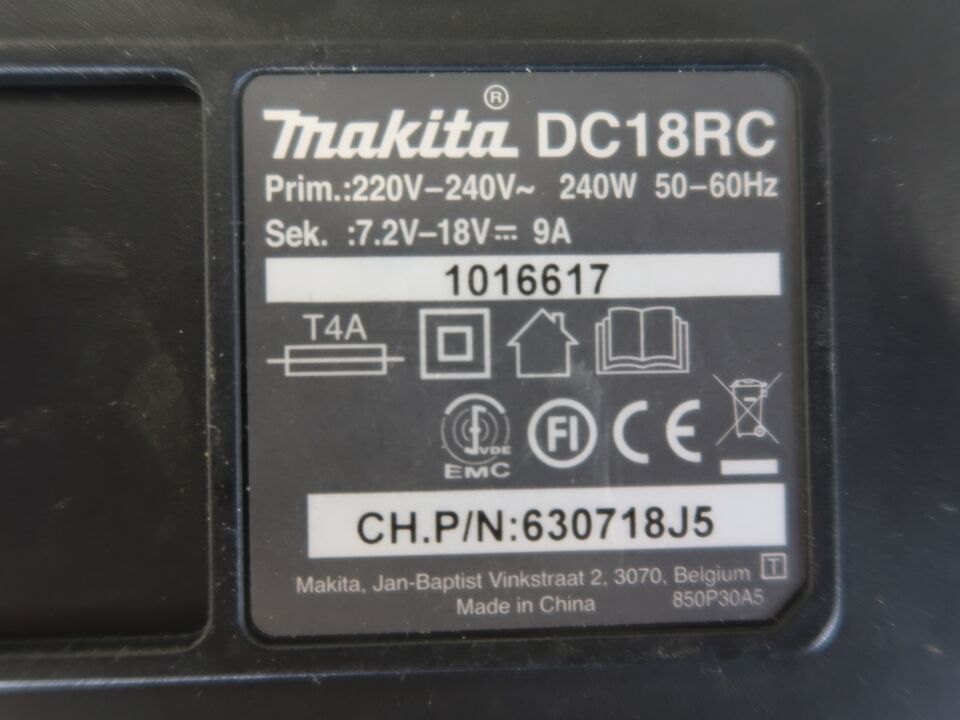 makita® DC18RC
Prim.:220V–240V~ 240W 50–60Hz
Sek. :7.2V–18V⎓ 9A
1016617
T4A
VDE
EMC
FI
CE
CH.P/N:630718J5
Makita, Jan-Baptist Vinkstraat 2, 3070, Belgium T
Made in China 850P30A5